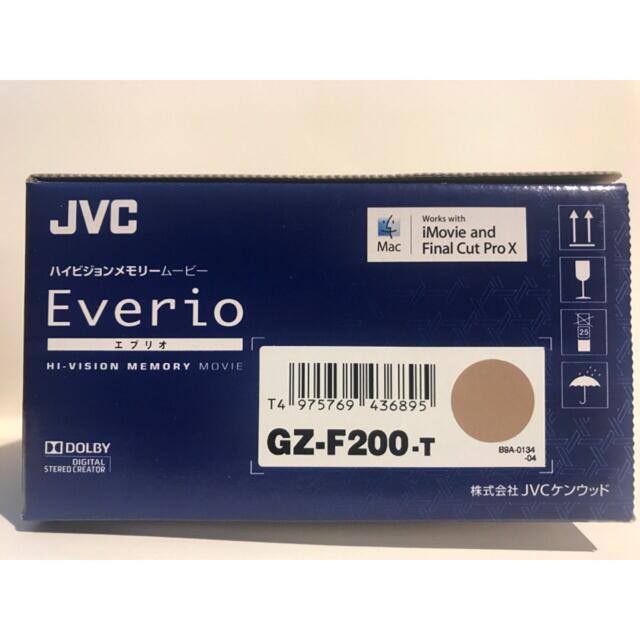 JVC
ハイビジョンメモリームービー
Everio
エブリオ
HI-VISION MEMORY MOVIE
DOLBY
DIGITAL
STEREO CREATOR
Mac
Works with
iMovie and
Final Cut Pro X
25
T4 975769 436895
GZ-F200-T
B9A-0134
-04
株式会社 JVCケンウッド